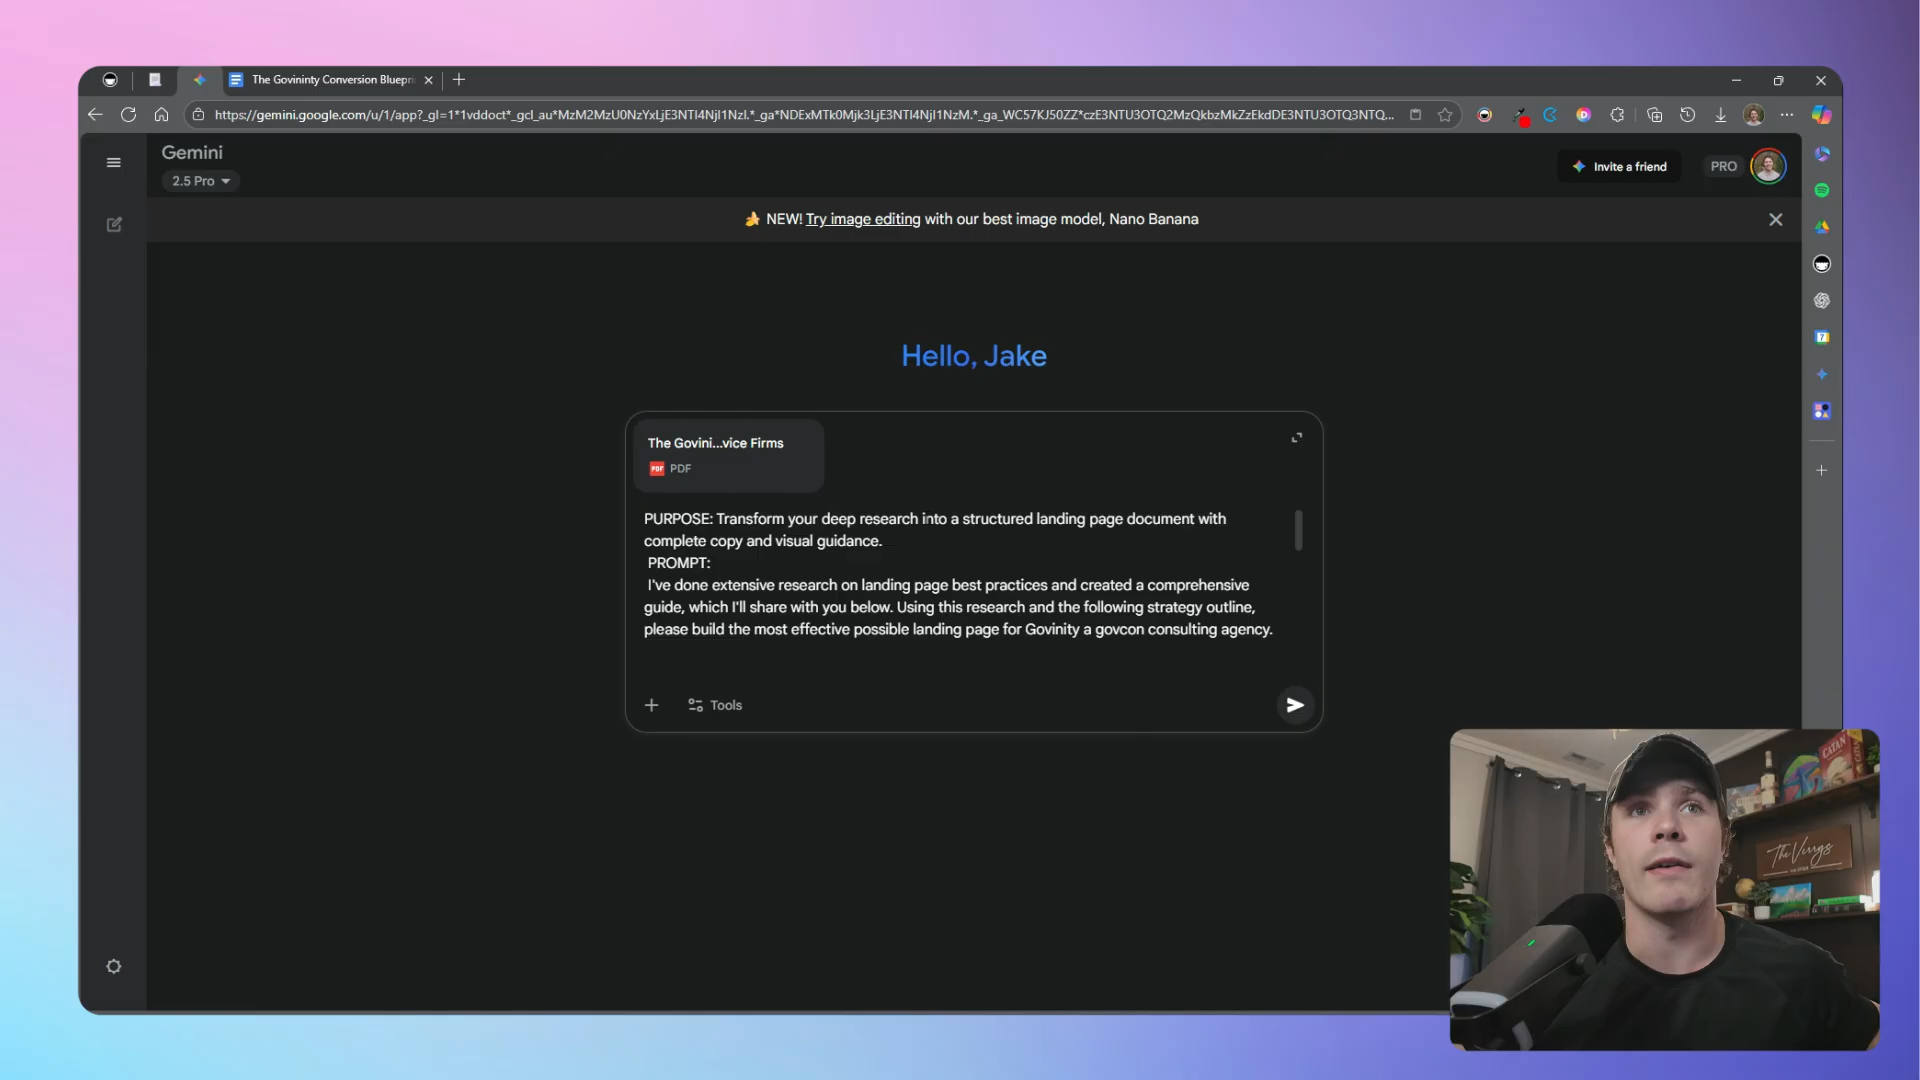 The Govininty Conversion Bluepri
https://gemini.google.com/u/1/app?_gl=1*1vddoct*_gcl_au*MzM2MzU0NzYxLjE3NTI4NjI1NzI.*_ga*NDExMTk0Mjk3LjE3NTI4NjI1NzM.*_ga_WC57KJ50ZZ*czE3NTU3OTQ2MzQkbzMkZzEkdDE3NTU3OTQ3NTQ...
Gemini
2.5 Pro
Invite a friend
PRO
NEW! Try image editing with our best image model, Nano Banana
Hello, Jake
The Govini...vice Firms
PDF PDF
PURPOSE: Transform your deep research into a structured landing page document with
complete copy and visual guidance.
PROMPT:
I've done extensive research on landing page best practices and created a comprehensive
guide, which I'll share with you below. Using this research and the following strategy outline,
please build the most effective possible landing page for Govinity a govcon consulting agency.
Tools
CATAN
The Verrys